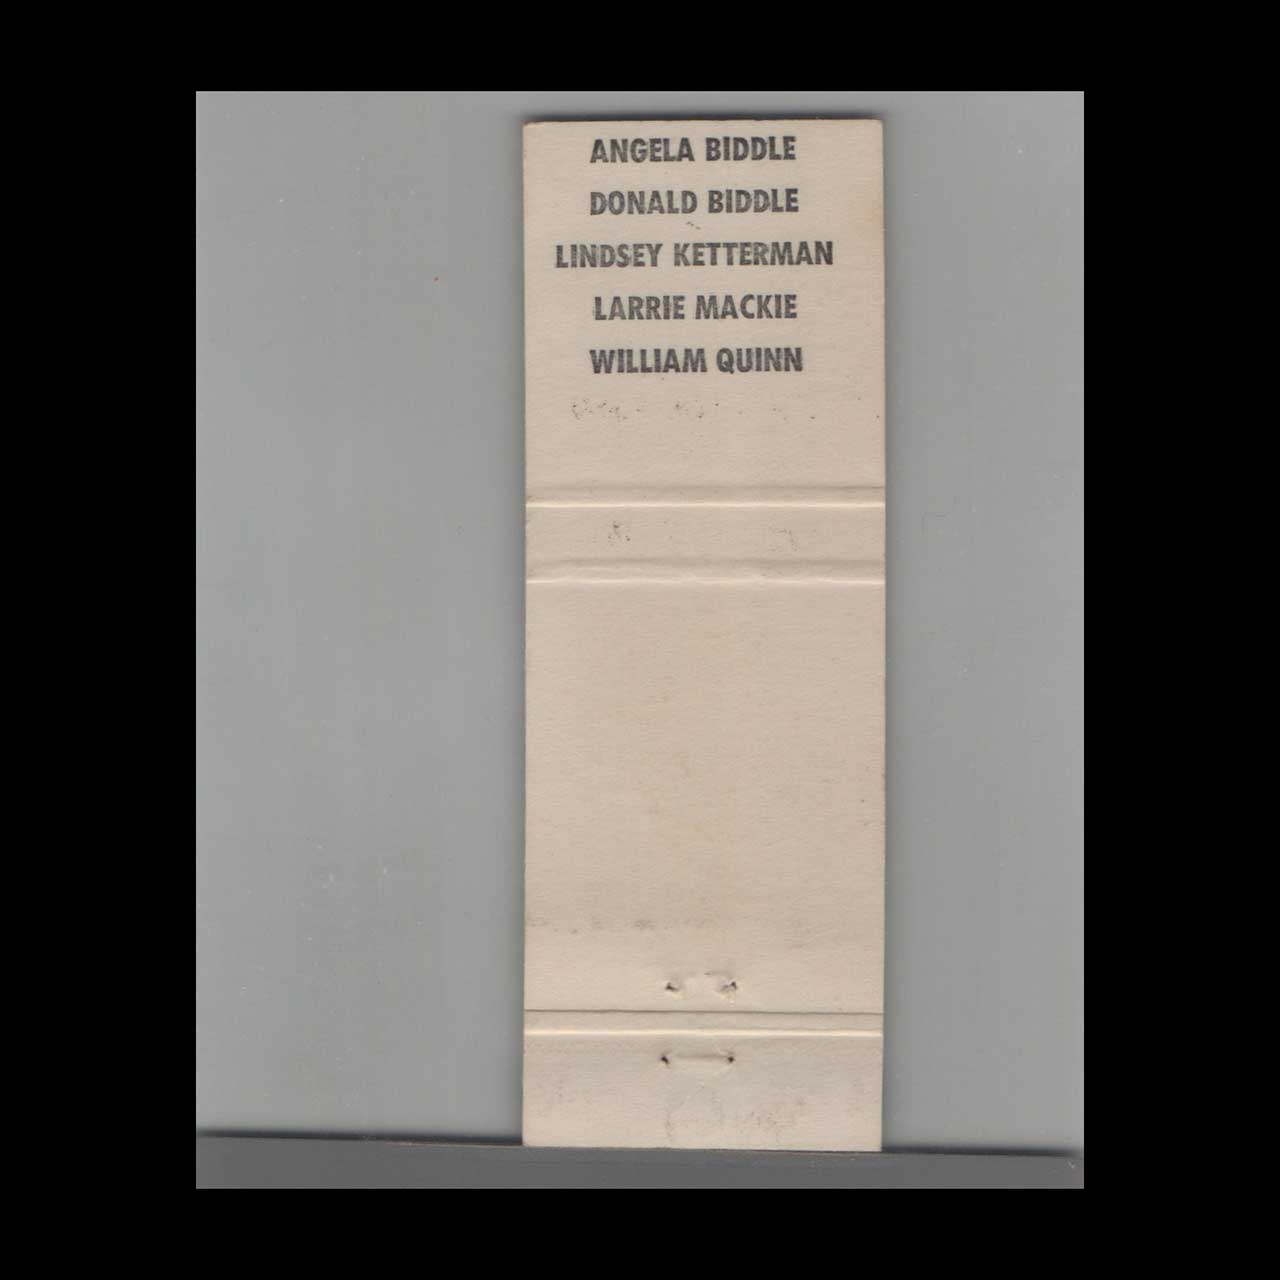 ANGELA BIDDLE
DONALD BIDDLE
LINDSEY KETTERMAN
LARRIE MACKIE
WILLIAM QUINN